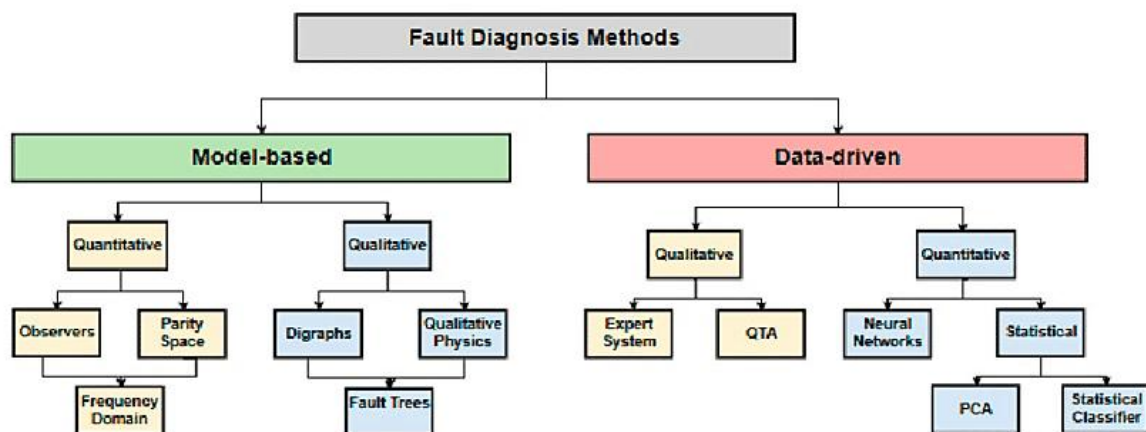 Fault Diagnosis Methods
Model-based
Data-driven
Quantitative
Qualitative
Qualitative
Quantitative
Observers
Parity
Space
Digraphs
Qualitative
Physics
Expert
System
QTA
Neural
Networks
Statistical
Frequency
Domain
Fault Trees
PCA
Statistical
Classifier